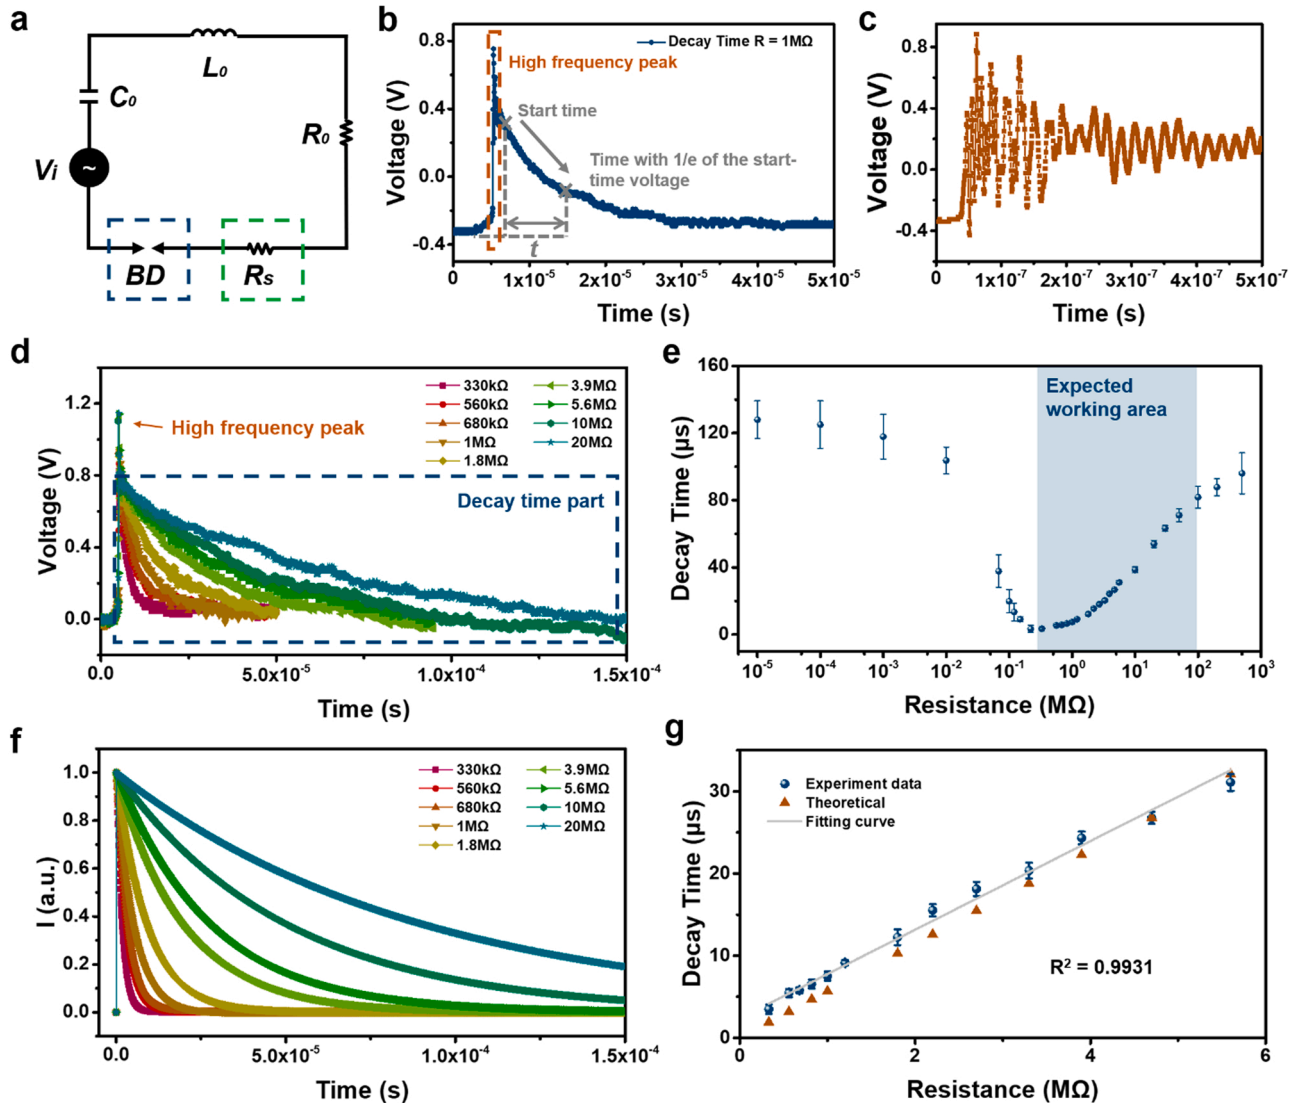 a
L₀
C₀
R₀
Vi
~
BD
Rs
b
Decay Time R = 1MΩ
High frequency peak
Start time
Time with 1/e of the start-
time voltage
t
0.8
0.4
0.0
-0.4
Voltage (V)
0
1x10⁻⁵
2x10⁻⁵
3x10⁻⁵
4x10⁻⁵
5x10⁻⁵
Time (s)
c
0.8
0.4
0.0
-0.4
Voltage (V)
0
1x10⁻⁷
2x10⁻⁷
3x10⁻⁷
4x10⁻⁷
5x10⁻⁷
Time (s)
d
330kΩ
560kΩ
680kΩ
1MΩ
1.8MΩ
3.9MΩ
5.6MΩ
10MΩ
20MΩ
High frequency peak
Decay time part
1.2
0.8
0.4
0.0
Voltage (V)
0.0
5.0x10⁻⁵
1.0x10⁻⁴
1.5x10⁻⁴
Time (s)
e
Expected
working area
160
120
80
40
0
Decay Time (μs)
10⁻⁵
10⁻⁴
10⁻³
10⁻²
10⁻¹
10⁰
10¹
10²
10³
Resistance (MΩ)
f
330kΩ
560kΩ
680kΩ
1MΩ
1.8MΩ
3.9MΩ
5.6MΩ
10MΩ
20MΩ
1.0
0.8
0.6
0.4
0.2
0.0
I (a.u.)
0.0
5.0x10⁻⁵
1.0x10⁻⁴
1.5x10⁻⁴
Time (s)
g
Experiment data
Theoretical
Fitting curve
R² = 0.9931
30
20
10
0
Decay Time (μs)
0
2
4
6
Resistance (MΩ)